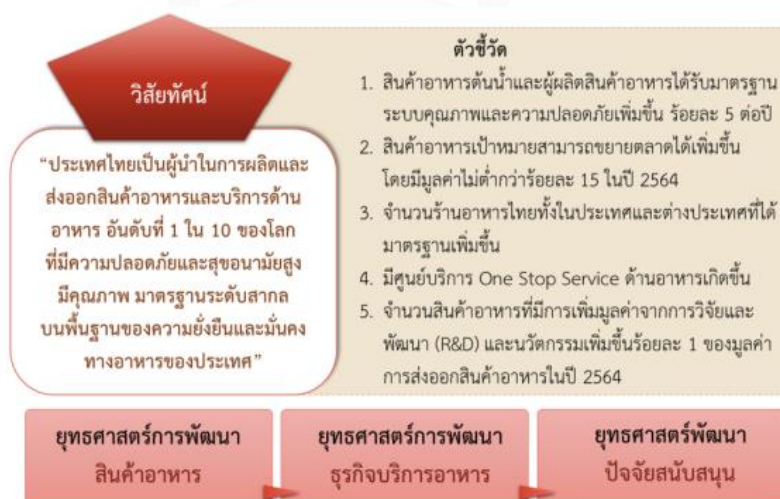 วิสัยทัศน์
“ประเทศไทยเป็นผู้นำในการผลิตและ
ส่งออกสินค้าอาหารและบริการด้าน
อาหาร อันดับที่ 1 ใน 10 ของโลก
ที่มีความปลอดภัยและสุขอนามัยสูง
มีคุณภาพ มาตรฐานระดับสากล
บนพื้นฐานของความยั่งยืนและมั่นคง
ทางอาหารของประเทศ”
ตัวชี้วัด
1. สินค้าอาหารต้นน้ำและผู้ผลิตสินค้าอาหารได้รับมาตรฐาน
ระบบคุณภาพและความปลอดภัยเพิ่มขึ้น ร้อยละ 5 ต่อปี
2. สินค้าอาหารเป้าหมายสามารถขยายตลาดได้เพิ่มขึ้น
โดยมีมูลค่าไม่ต่ำกว่าร้อยละ 15 ในปี 2564
3. จำนวนร้านอาหารไทยทั้งในประเทศและต่างประเทศที่ได้
มาตรฐานเพิ่มขึ้น
4. มีศูนย์บริการ One Stop Service ด้านอาหารเกิดขึ้น
5. จำนวนสินค้าอาหารที่มีการเพิ่มมูลค่าจากการวิจัยและ
พัฒนา (R&D) และนวัตกรรมเพิ่มขึ้นร้อยละ 1 ของมูลค่า
การส่งออกสินค้าอาหารในปี 2564
ยุทธศาสตร์การพัฒนา
สินค้าอาหาร
ยุทธศาสตร์การพัฒนา
ธุรกิจบริการอาหาร
ยุทธศาสตร์พัฒนา
ปัจจัยสนับสนุน